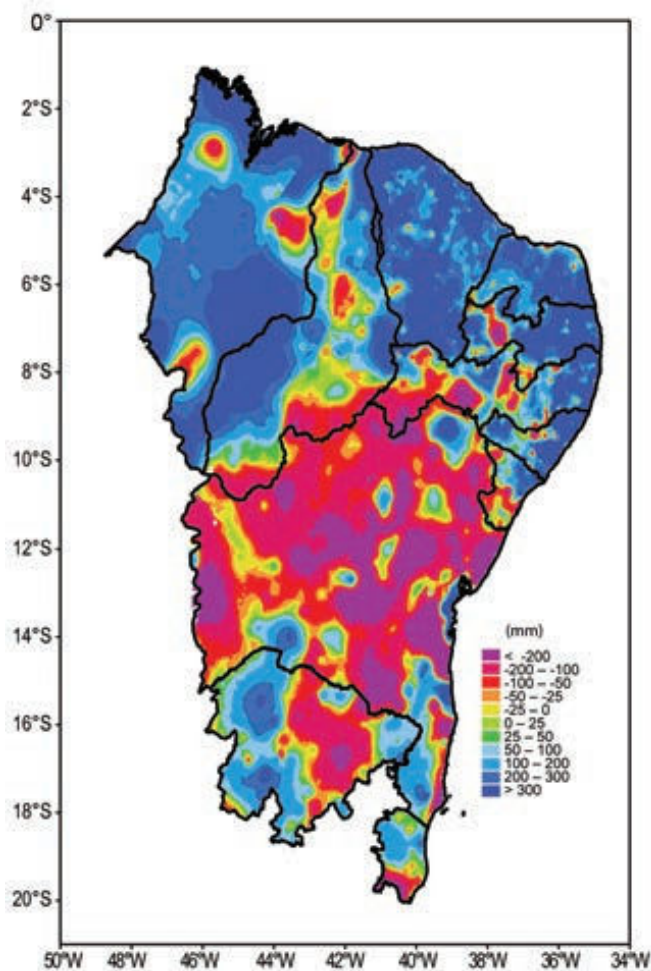 0°
2°S
4°S
6°S
8°S
10°S
12°S
14°S
16°S
18°S
20°S
(mm)
< -200
-200 – -100
-100 – -50
-50 – -25
-25 – 0
0 – 25
25 – 50
50 – 100
100 – 200
200 – 300
> 300
50°W 48°W 46°W 44°W 42°W 40°W 38°W 36°W 34W